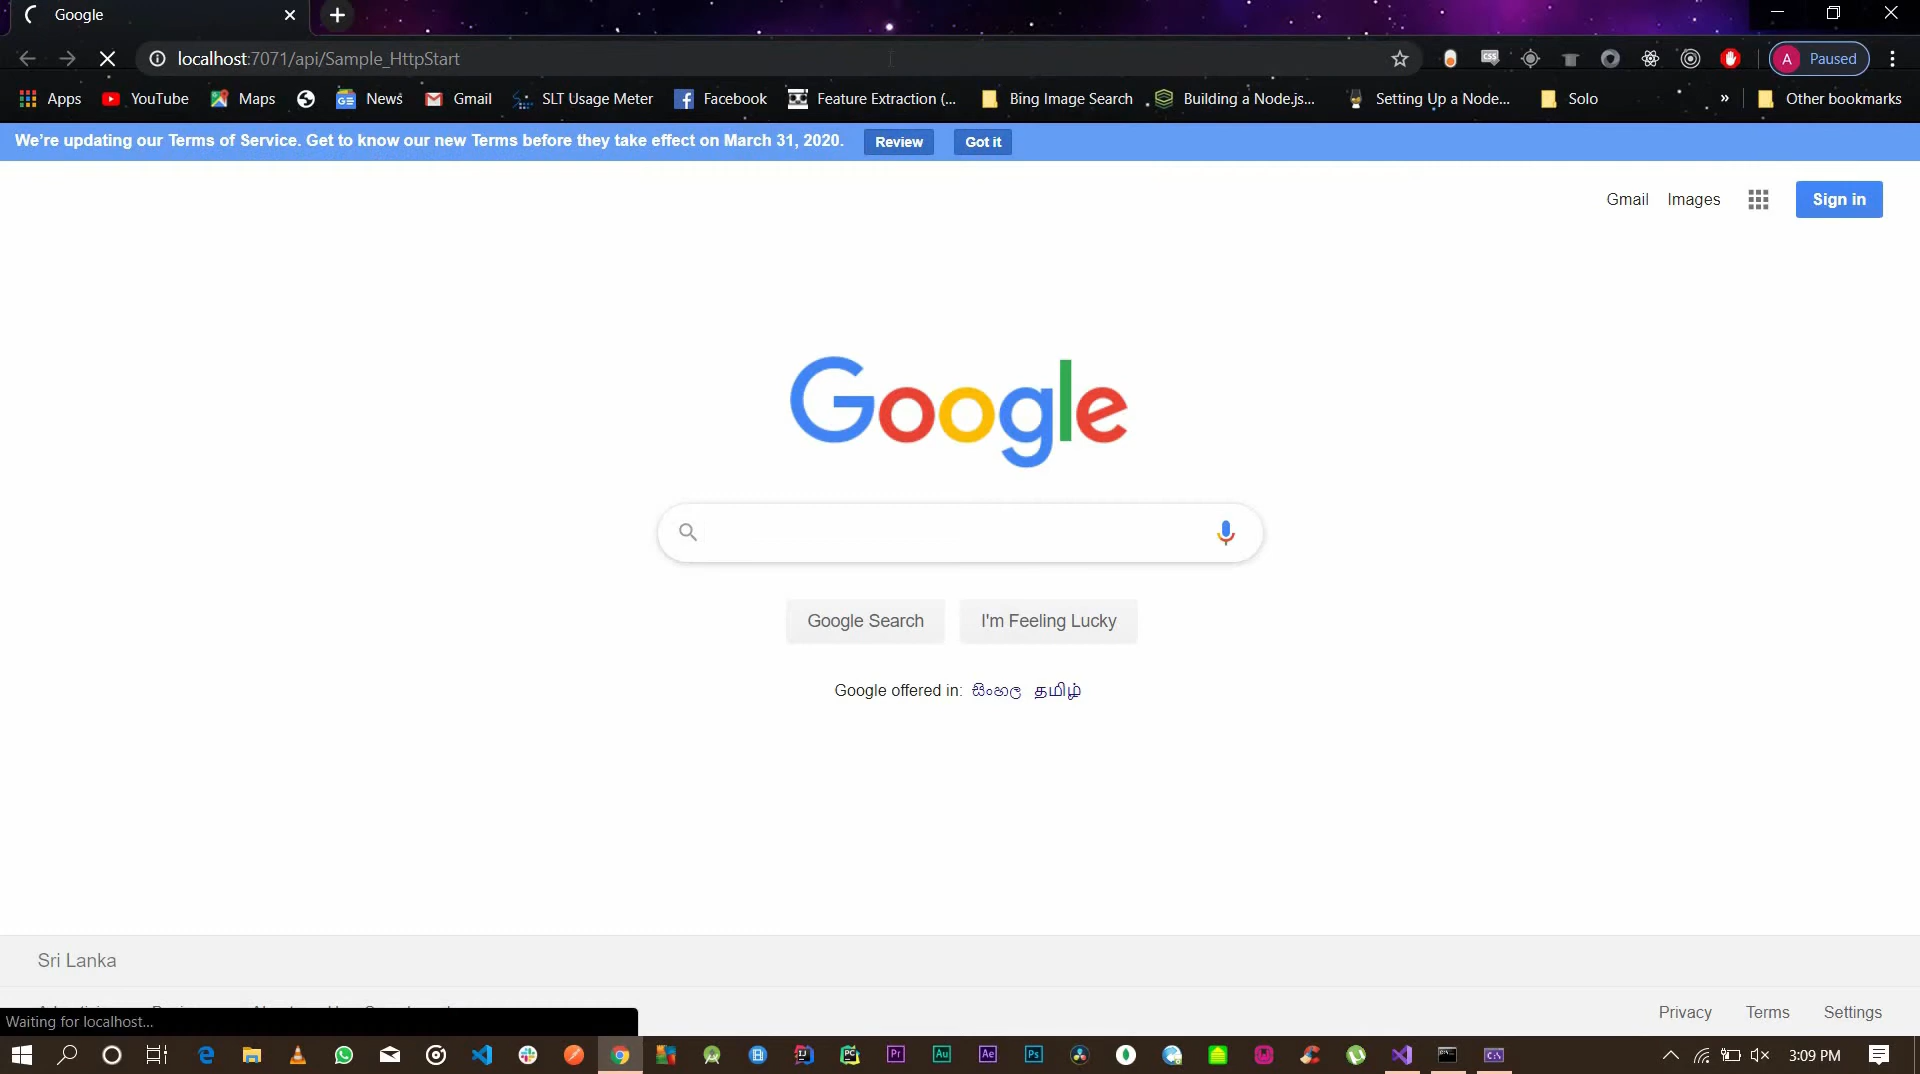 Google
localhost:7071/api/Sample_HttpStart
A Paused
Apps YouTube Maps News Gmail SLT Usage Meter Facebook Feature Extraction (... Bing Image Search Building a Node.js... Setting Up a Node... Solo » Other bookmarks
We're updating our Terms of Service. Get to know our new Terms before they take effect on March 31, 2020. Review Got it
Gmail Images Sign in
Google
Google Search I'm Feeling Lucky
Google offered in: සිංහල தமிழ்
Sri Lanka
Privacy Terms Settings
Waiting for localhost...
3:09 PM